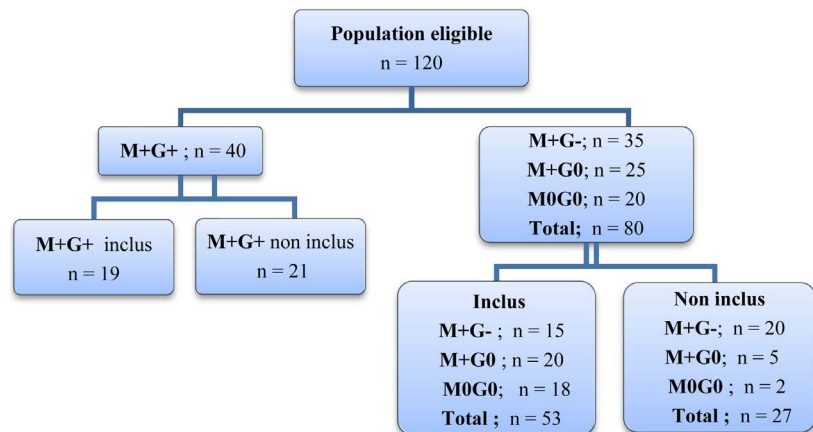 Population eligible
n = 120
M+G+ ; n = 40
M+G-; n = 35
M+G0; n = 25
M0G0; n = 20
Total; n = 80
M+G+ inclus
n = 19
M+G+ non inclus
n = 21
Inclus
M+G- ; n = 15
M+G0 ; n = 20
M0G0; n = 18
Total ; n = 53
Non inclus
M+G-; n = 20
M+G0; n = 5
M0G0 ; n = 2
Total ; n = 27